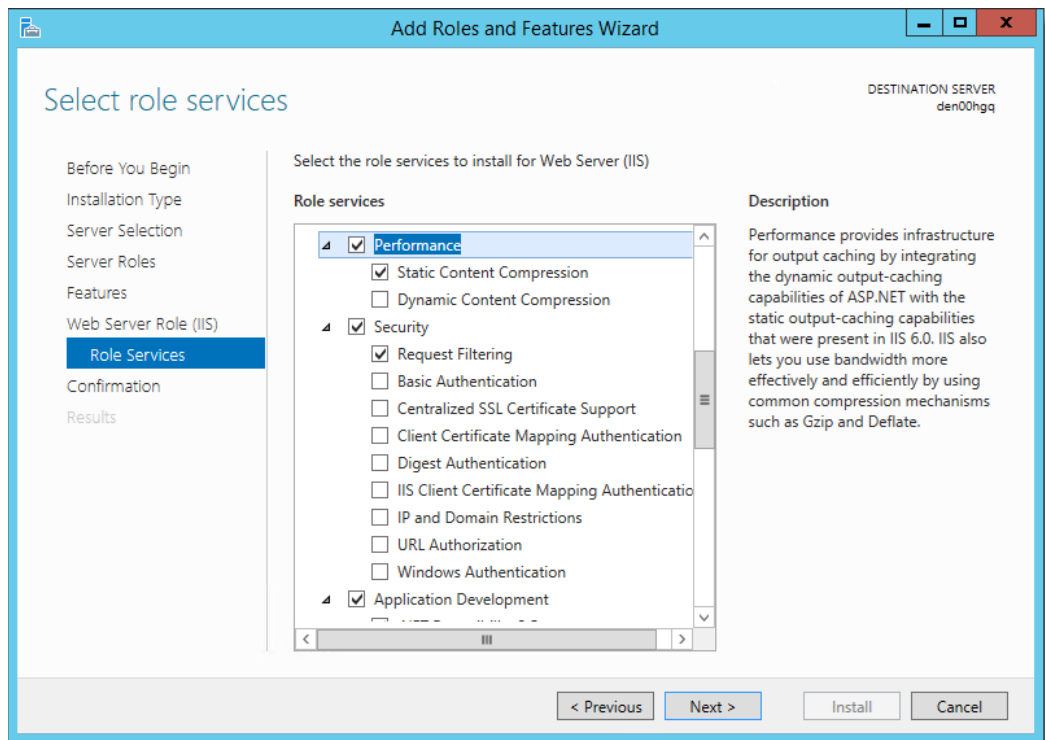 Add Roles and Features Wizard
Select role services
DESTINATION SERVER
den00hgq
Before You Begin
Installation Type
Server Selection
Server Roles
Features
Web Server Role (IIS)
Role Services
Confirmation
Results
Select the role services to install for Web Server (IIS)
Role services
Performance
Static Content Compression
Dynamic Content Compression
Security
Request Filtering
Basic Authentication
Centralized SSL Certificate Support
Client Certificate Mapping Authentication
Digest Authentication
IIS Client Certificate Mapping Authenticatio
IP and Domain Restrictions
URL Authorization
Windows Authentication
Application Development
Description
Performance provides infrastructure
for output caching by integrating
the dynamic output-caching
capabilities of ASP.NET with the
static output-caching capabilities
that were present in IIS 6.0. IIS also
lets you use bandwidth more
effectively and efficiently by using
common compression mechanisms
such as Gzip and Deflate.
< Previous
Next >
Install
Cancel